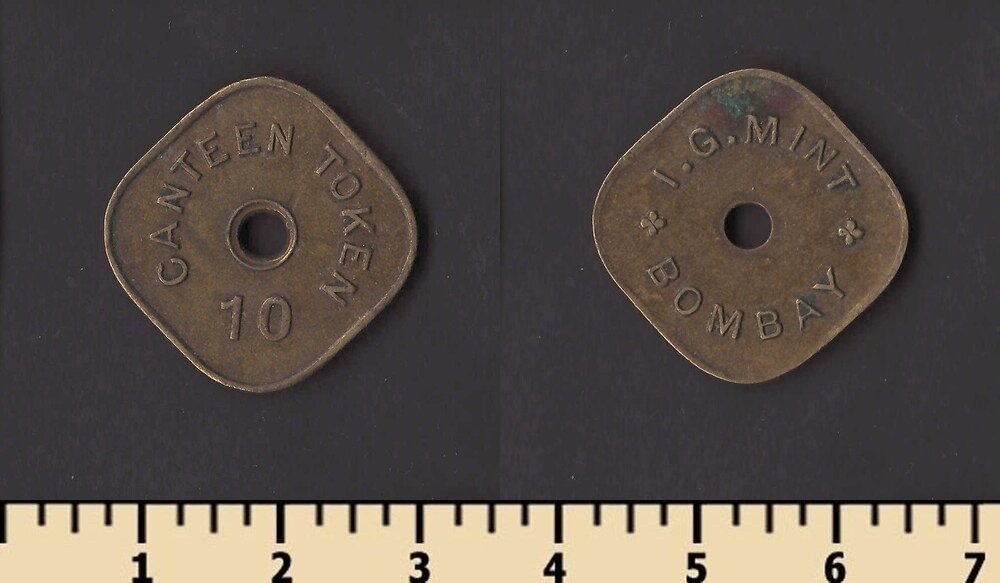 CANTEEN TOKEN
10
I.G.MINT
BOMBAY
1 2 3 4 5 6 7